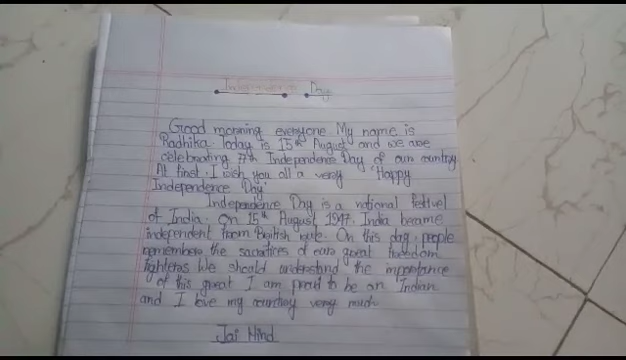 Independence Day
Good morning everyone My name is
Radhika. Today is 15th August and we are
celebrating 77th Independence Day of our country
At first I wish you all a very "Happy
Independence Day"
Independence Day is a national festivel
of India. On 15th August 1947. India became
independent from British rule. On this day people
remembers the sacrifices of our great freedom
fighters We should understand the importance
of this great I am proud to be an Indian
and I love my country very much
Jai Hind